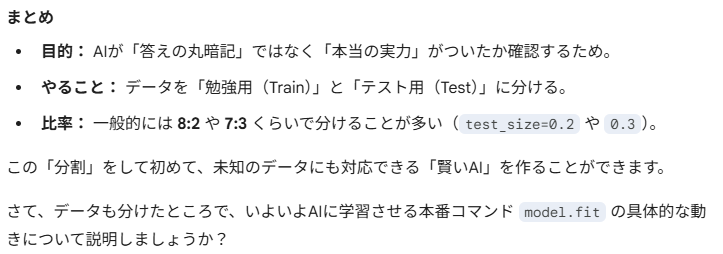 まとめ
• 目的： AIが「答えの丸暗記」ではなく「本当の実力」がついたか確認するため。
• やること： データを「勉強用（Train）」と「テスト用（Test）」に分ける。
• 比率： 一般的には 8:2 や 7:3 くらいで分けることが多い（test_size=0.2 や 0.3）。
この「分割」をして初めて、未知のデータにも対応できる「賢いAI」を作ることができます。
さて、データも分けたところで、いよいよAIに学習させる本番コマンド model.fit の具体的な動
きについて説明しましょうか？